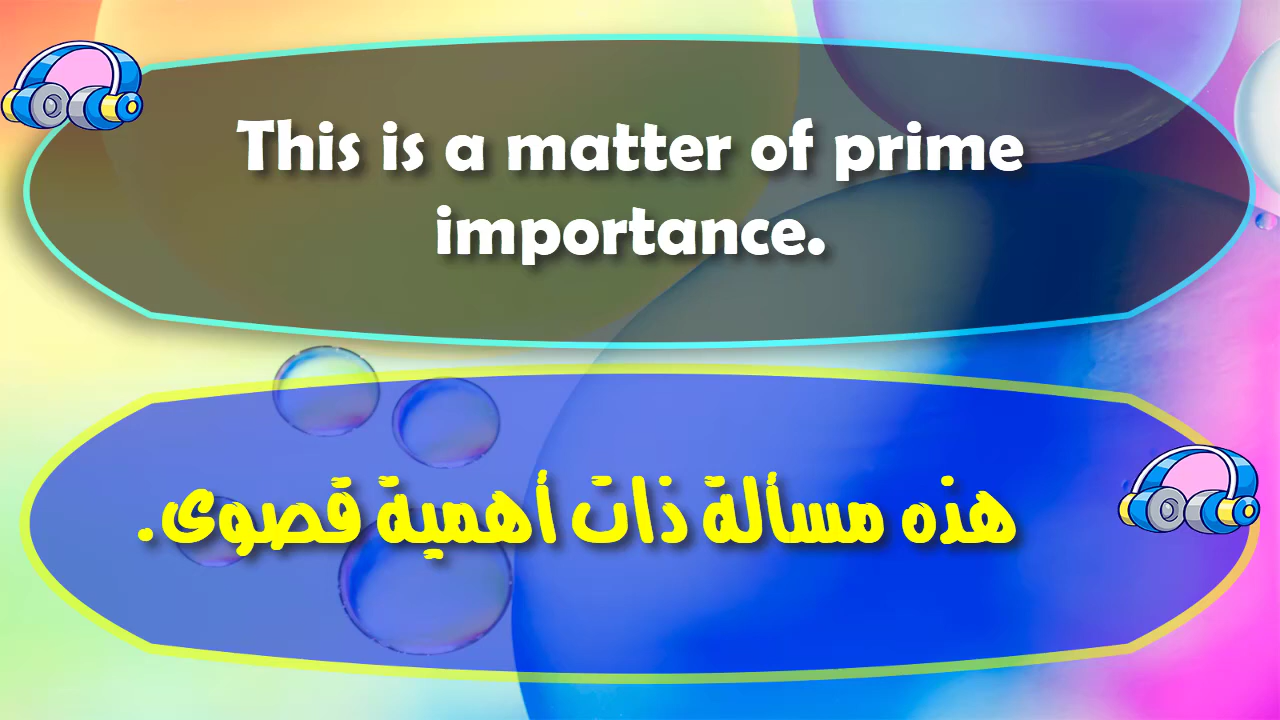 This is a matter of prime
importance.
هذه مسألة ذات أهمية قصوى.